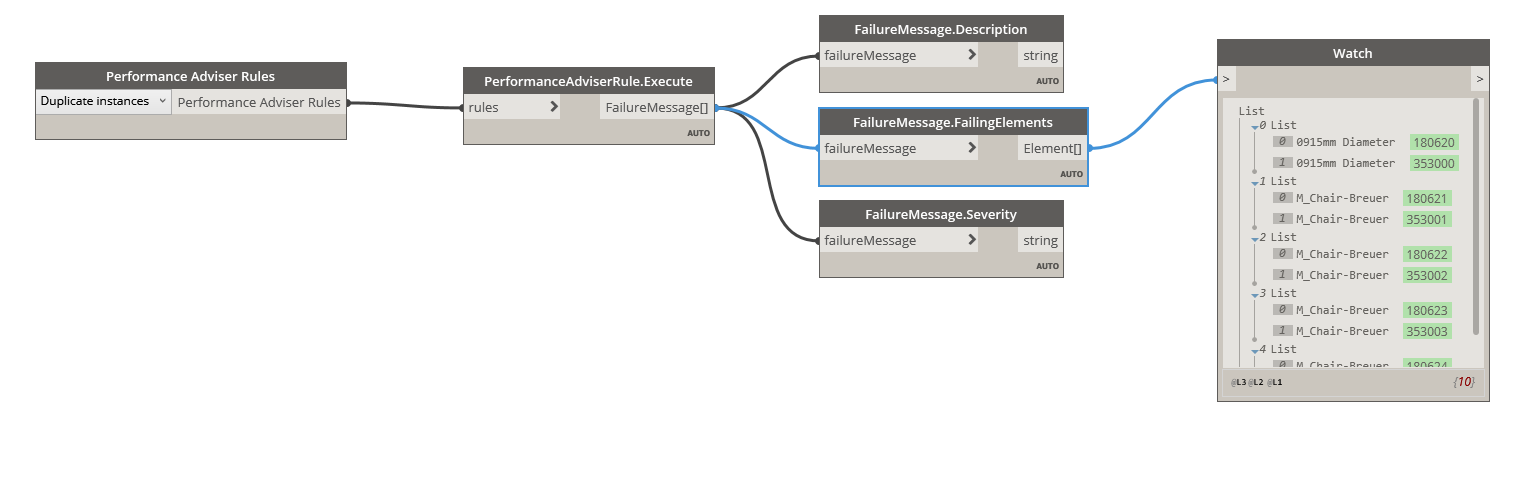 Performance Adviser Rules
Duplicate instances Performance Adviser Rules
PerformanceAdviserRule.Execute
rules > FailureMessage[]
AUTO
FailureMessage.Description
failureMessage > string
AUTO
FailureMessage.FailingElements
failureMessage > Element[]
AUTO
FailureMessage.Severity
failureMessage > string
AUTO
Watch
> >
List
0 List
0 0915mm Diameter 180620
1 0915mm Diameter 353000
1 List
0 M_Chair-Breuer 180621
1 M_Chair-Breuer 353001
2 List
0 M_Chair-Breuer 180622
1 M_Chair-Breuer 353002
3 List
0 M_Chair-Breuer 180623
1 M_Chair-Breuer 353003
4 List
0 M_Chair-Breuer 180624
@L3 @L2 @L1 {10}